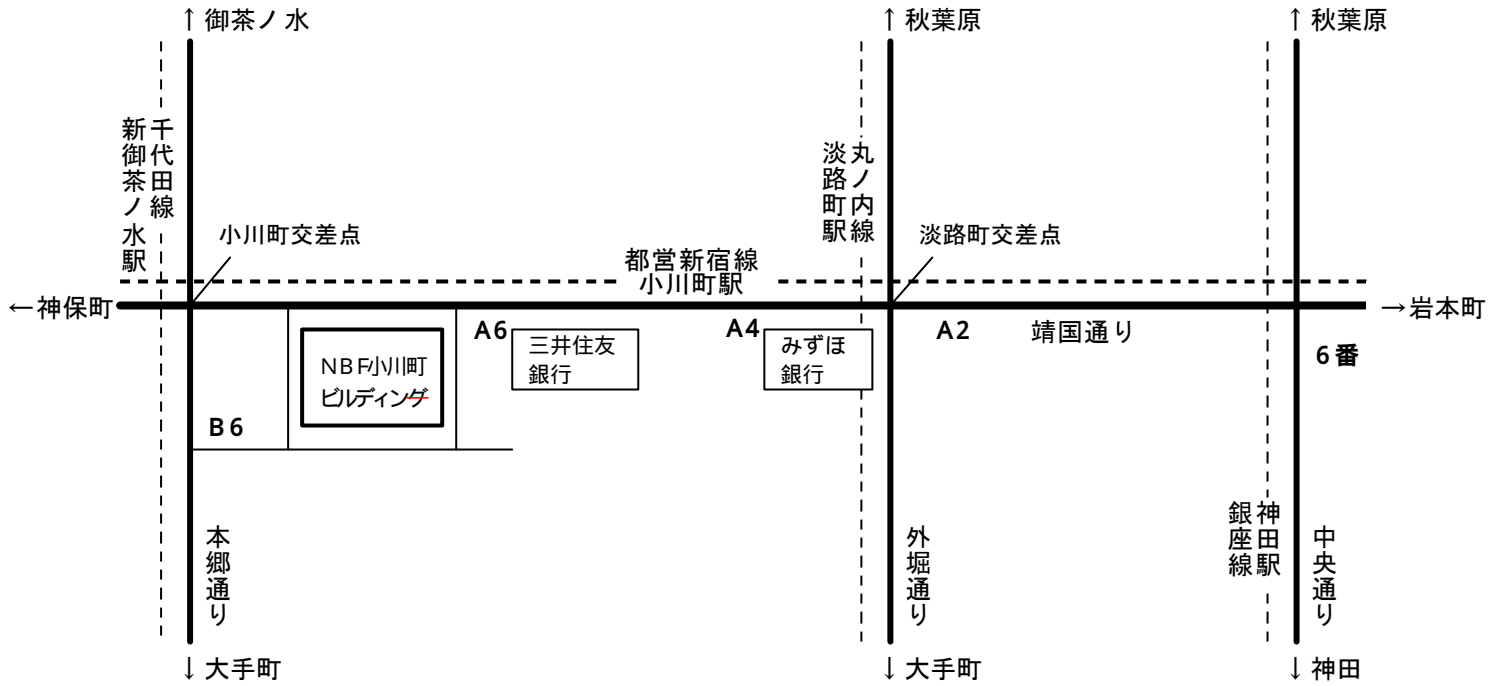 ↑御茶ノ水
↑秋葉原
↑秋葉原
千代田線
新御茶ノ水駅
丸ノ内線
淡路町駅
小川町交差点
淡路町交差点
都営新宿線
小川町駅
←神保町
→岩本町
A6
三井住友
銀行
A4
みずほ
銀行
A2
靖国通り
6番
NBF小川町
ビルディング
B6
本郷通り
外堀通り
神田駅
銀座線
中央通り
↓大手町
↓大手町
↓神田